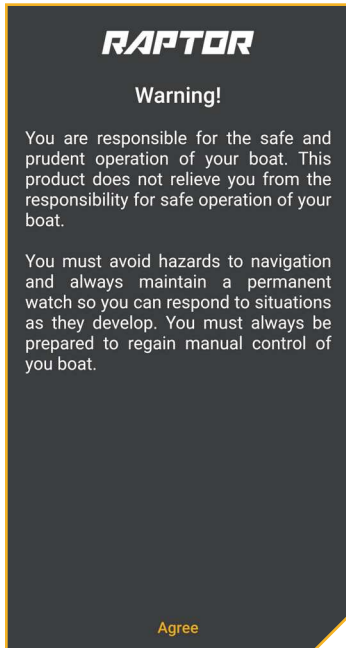 RAPTOR
Warning!
You are responsible for the safe and
prudent operation of your boat. This
product does not relieve you from the
responsibility for safe operation of your
boat.
You must avoid hazards to navigation
and always maintain a permanent
watch so you can respond to situations
as they develop. You must always be
prepared to regain manual control of
you boat.
Agree